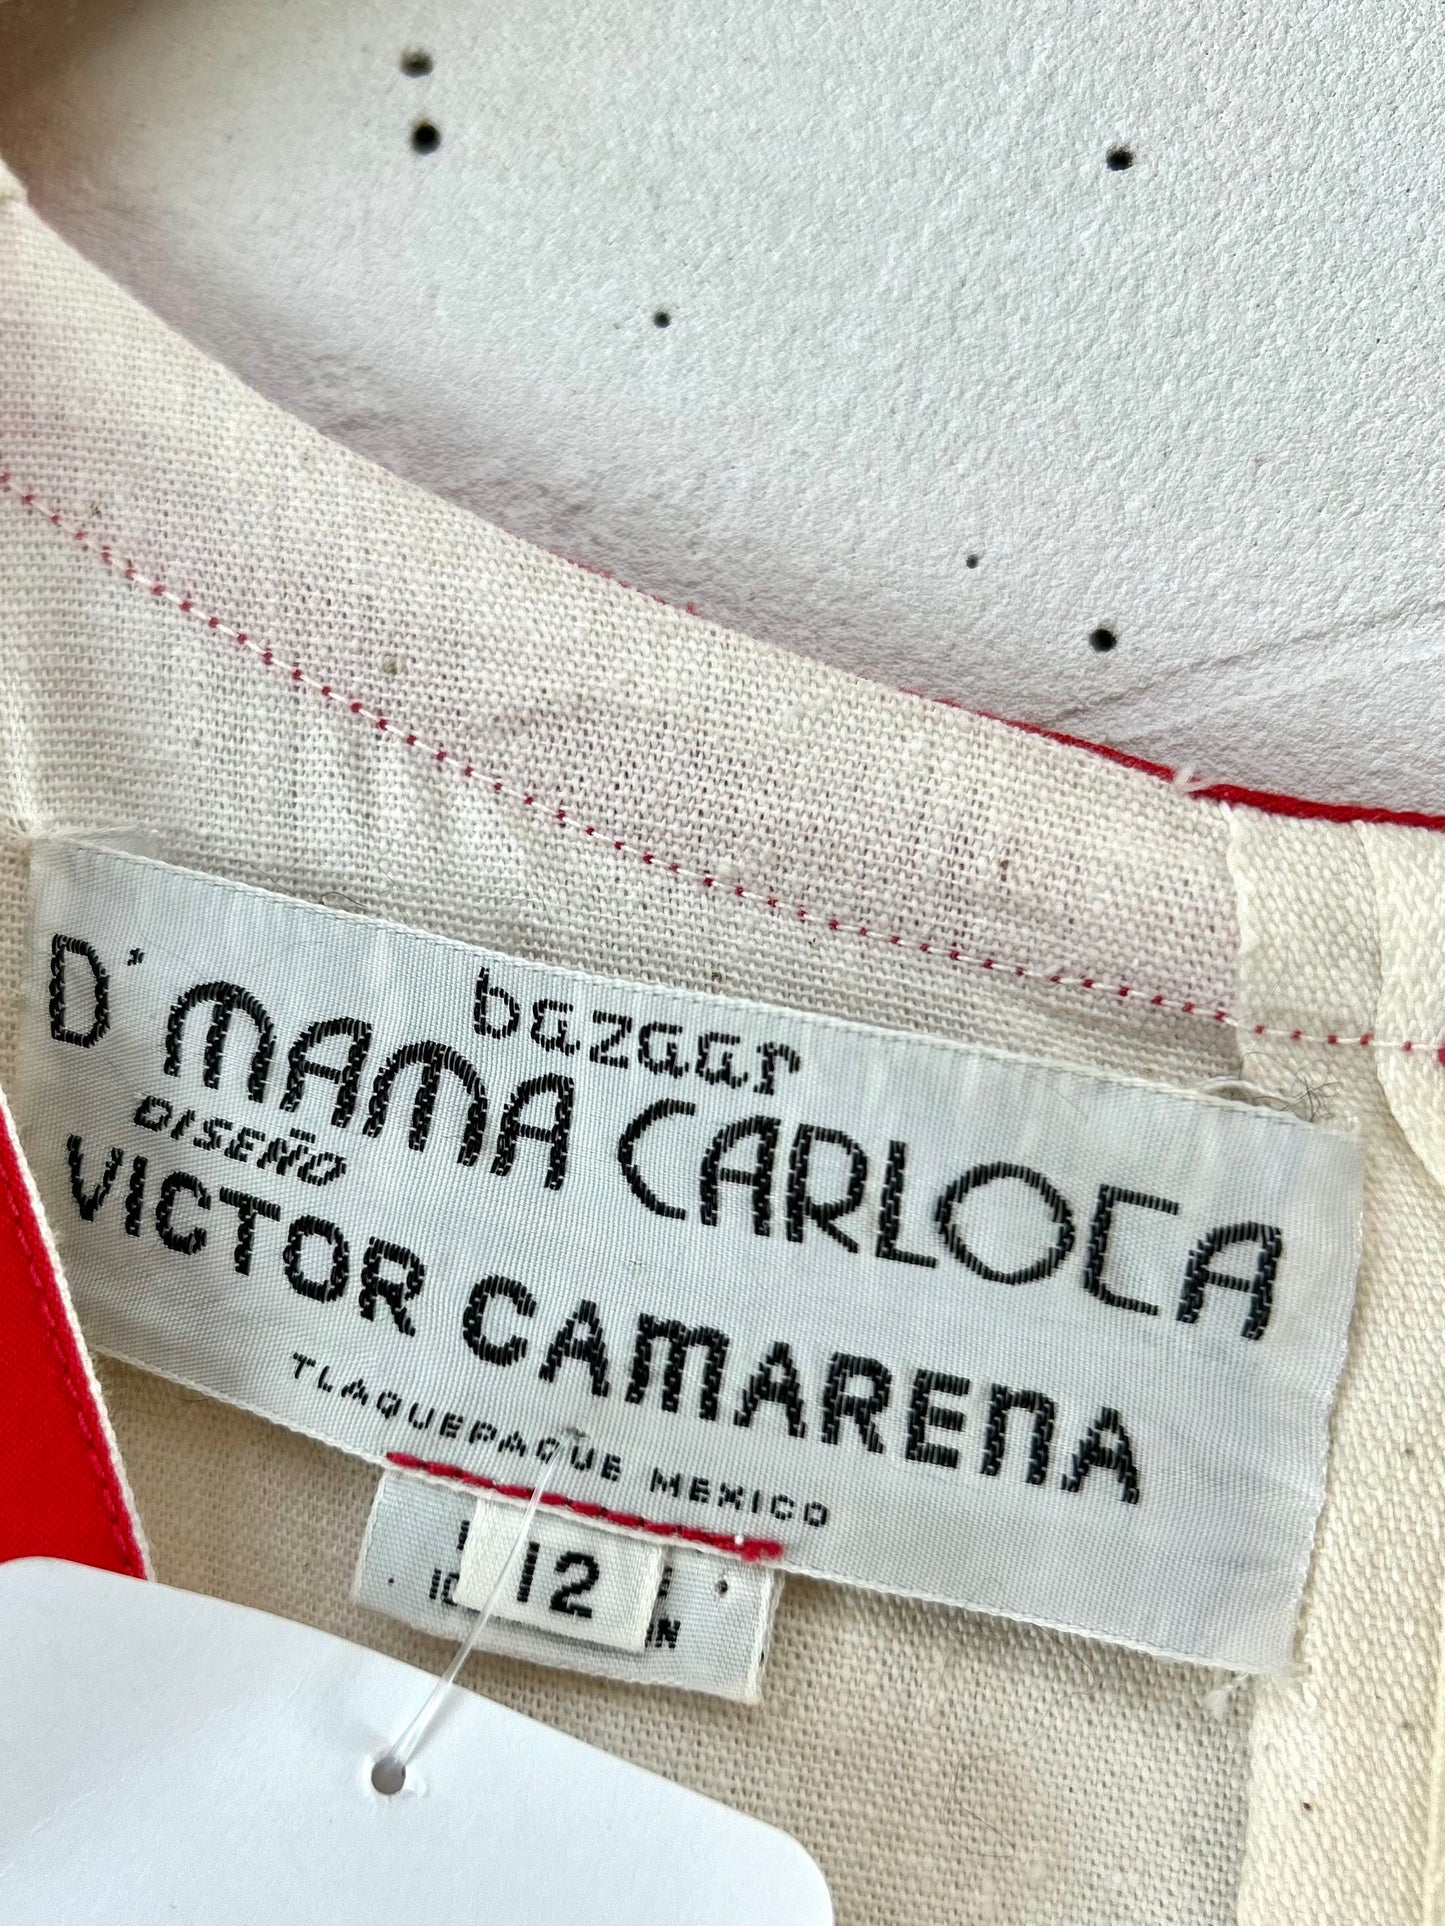 bazaar
D' MAMA CARLOCA
DISEÑO
VICTOR CAMARENA
TLAQUEPAQUE MEXICO
12